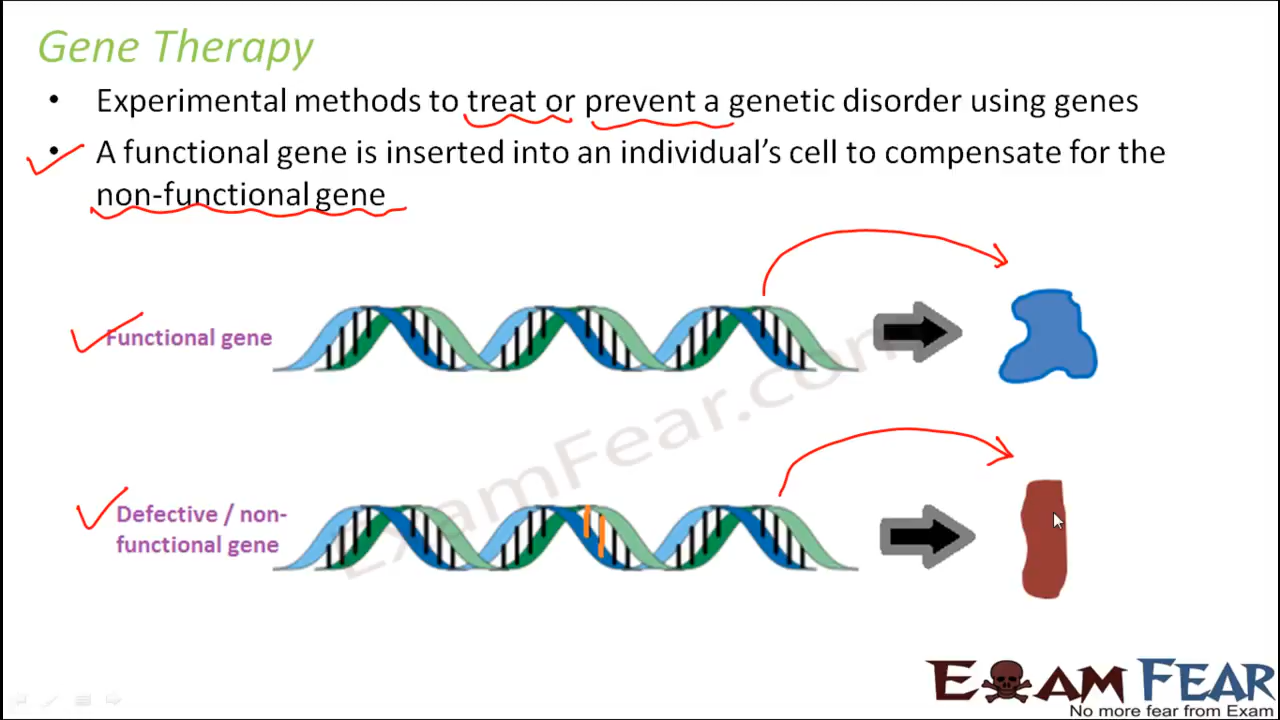 Gene Therapy
• Experimental methods to treat or prevent a genetic disorder using genes
• A functional gene is inserted into an individual's cell to compensate for the
non-functional gene
Functional gene
ExamFear.com
Defective / non-
functional gene
EXAM FEAR
No more fear from Exam